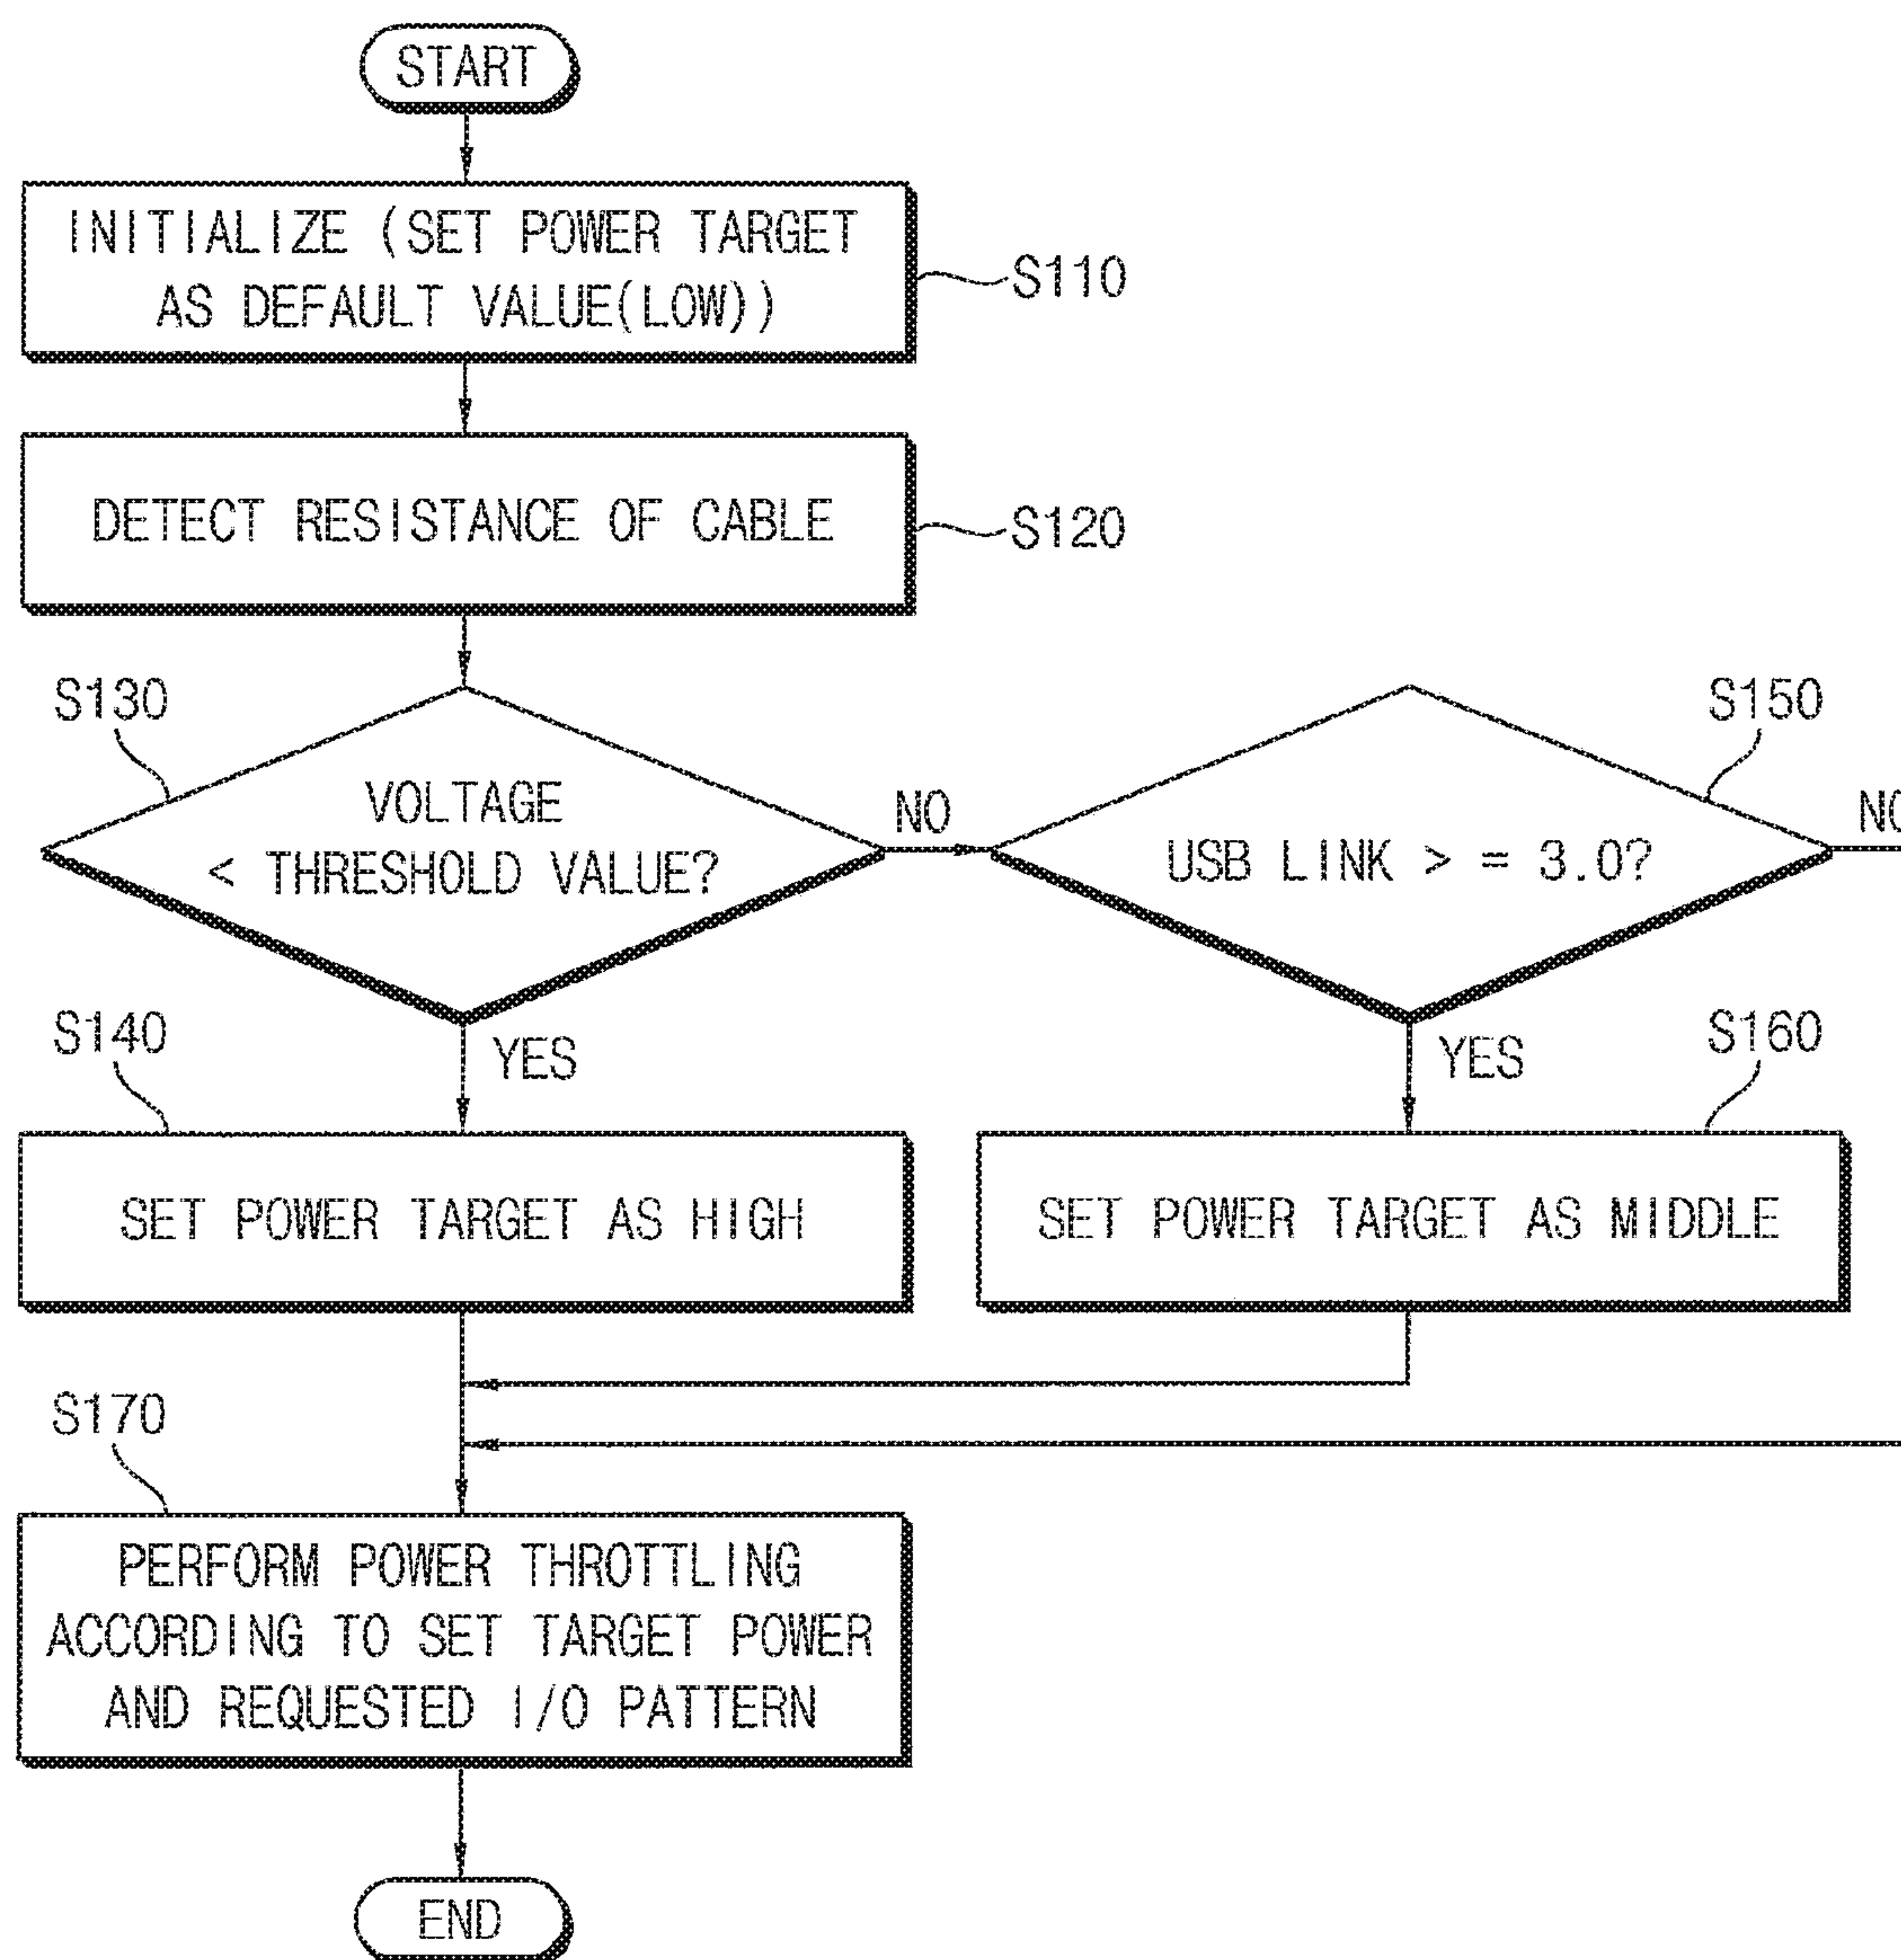 START
INITIALIZE (SET POWER TARGET
AS DEFAULT VALUE(LOW))
S110
DETECT RESISTANCE OF CABLE
S120
S130
VOLTAGE
< THRESHOLD VALUE?
NO
S150
USB LINK > = 3.0?
NO
S140
YES
S160
YES
SET POWER TARGET AS HIGH
SET POWER TARGET AS MIDDLE
S170
PERFORM POWER THROTTLING
ACCORDING TO SET TARGET POWER
AND REQUESTED I/O PATTERN
END